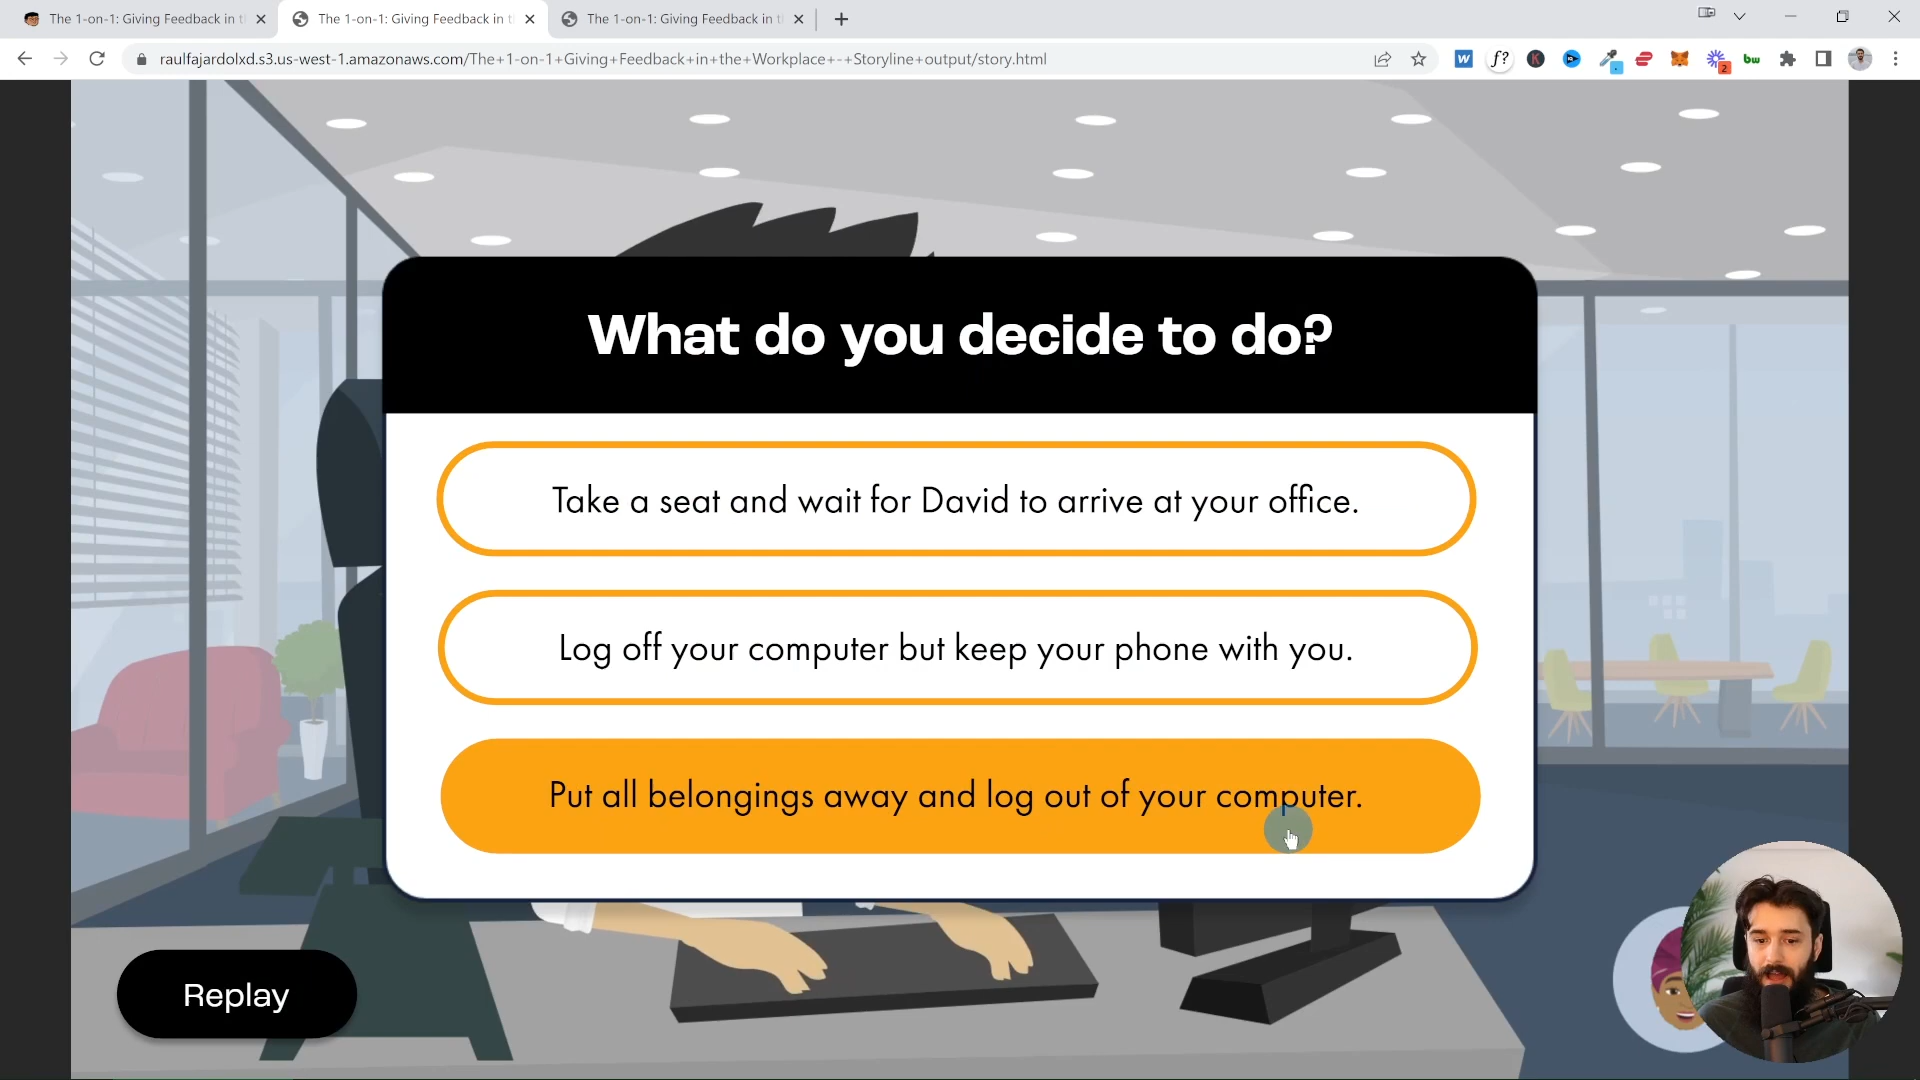 The 1-on-1: Giving Feedback in t
The 1-on-1: Giving Feedback in t
The 1-on-1: Giving Feedback in t
raulfajardolxd.s3.us-west-1.amazonaws.com/The+1-on-1+Giving+Feedback+in+the+Workplace+-+Storyline+output/story.html
W
f?
K
2
bw
What do you decide to do?
Take a seat and wait for David to arrive at your office.
Log off your computer but keep your phone with you.
Put all belongings away and log out of your computer.
Replay